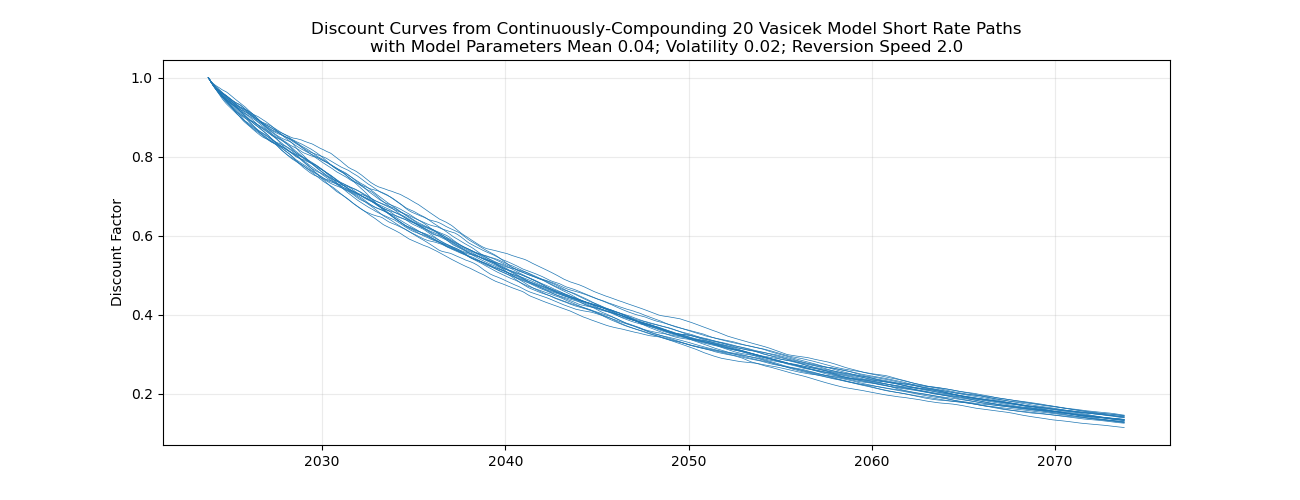 Discount Curves from Continuously-Compounding 20 Vasicek Model Short Rate Paths
with Model Parameters Mean 0.04; Volatility 0.02; Reversion Speed 2.0
Discount Factor
1.0
0.8
0.6
0.4
0.2
2030 2040 2050 2060 2070